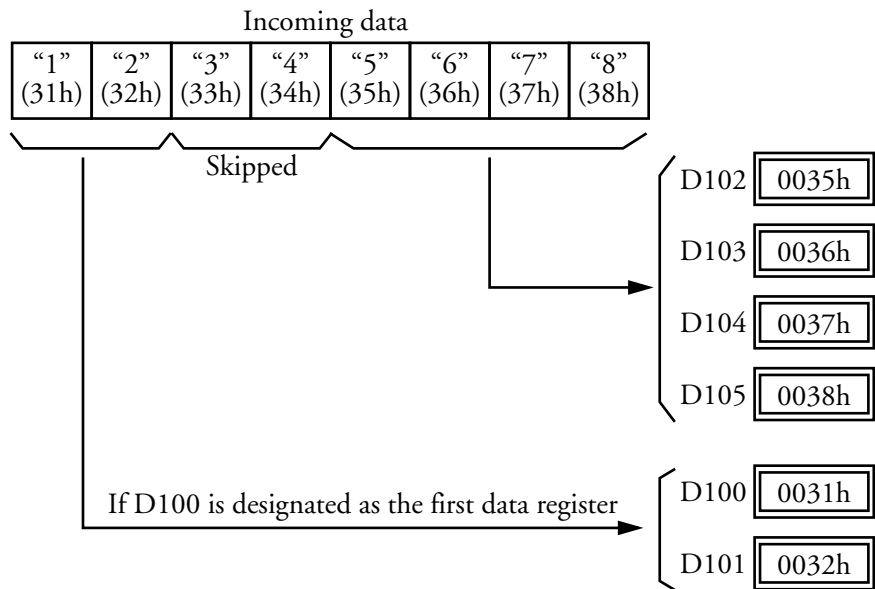 Incoming data
“1” “2” “3” “4” “5” “6” “7” “8”
(31h) (32h) (33h) (34h) (35h) (36h) (37h) (38h)
Skipped
D102 0035h
D103 0036h
D104 0037h
D105 0038h
If D100 is designated as the first data register
D100 0031h
D101 0032h